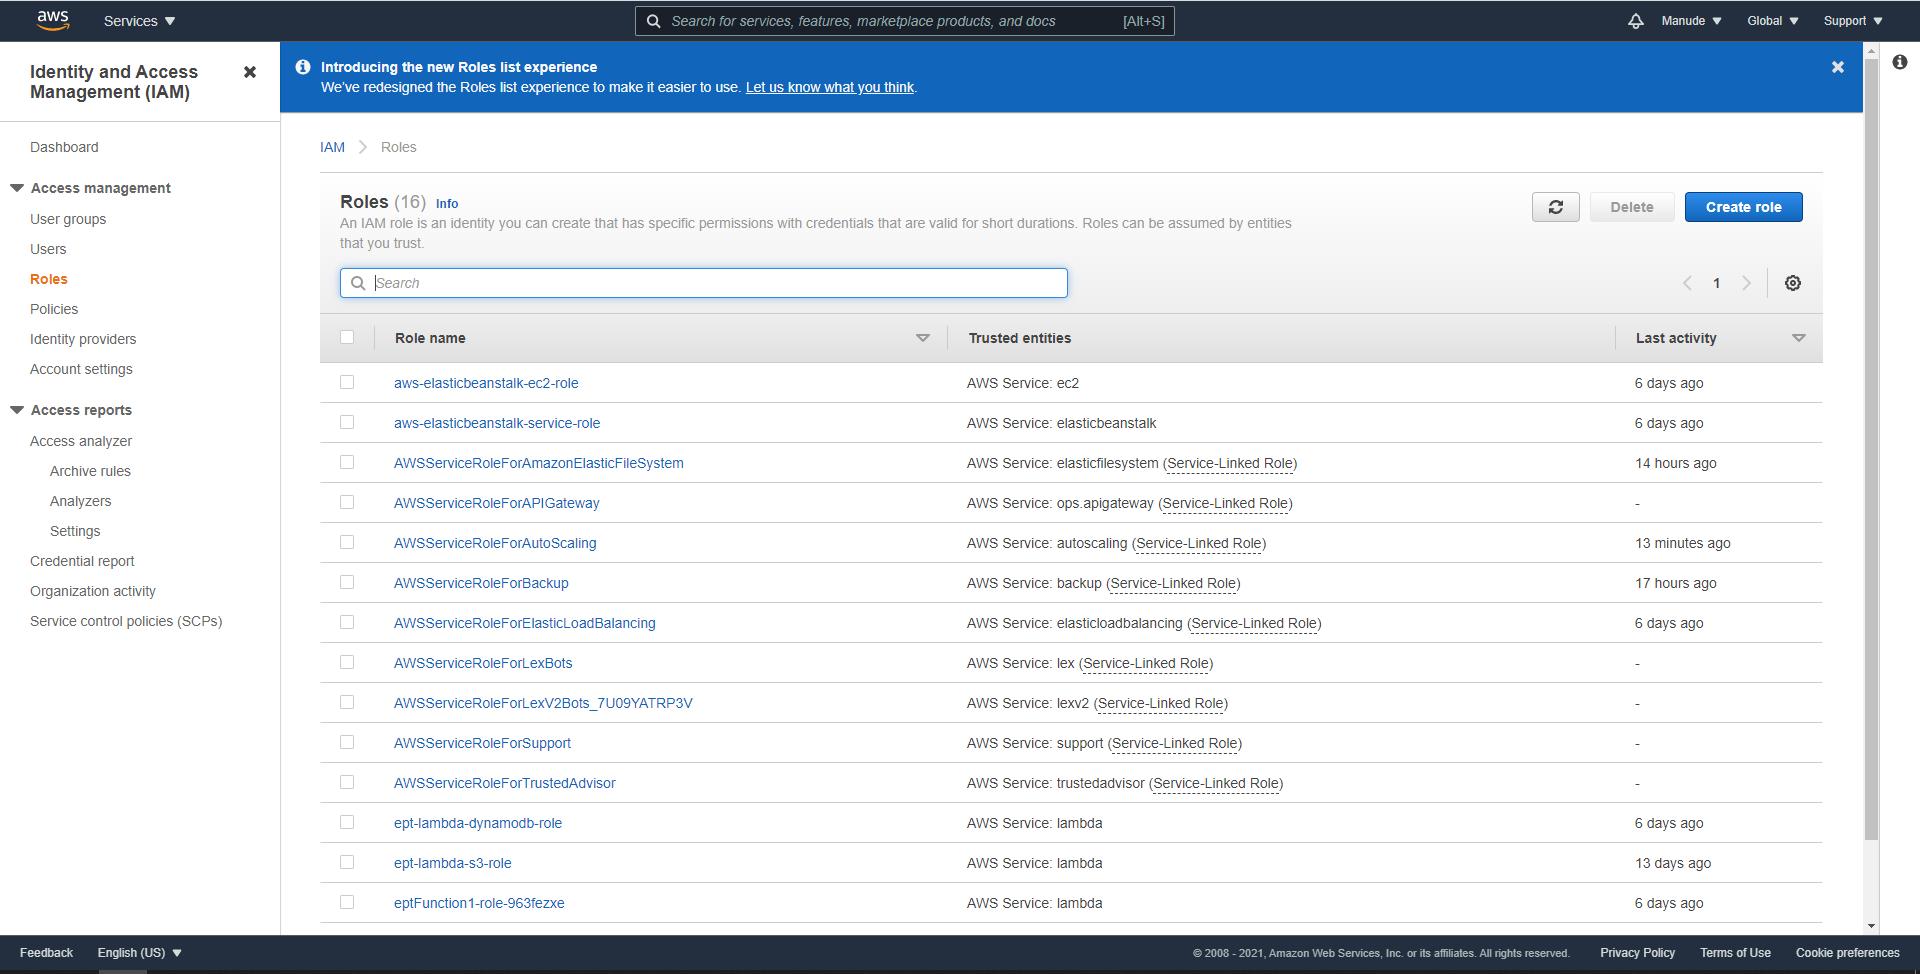 aws
Services
Search for services, features, marketplace products, and docs [Alt+S]
Manude
Global
Support
Identity and Access
Management (IAM)
Dashboard
Access management
User groups
Users
Roles
Policies
Identity providers
Account settings
Access reports
Access analyzer
Archive rules
Analyzers
Settings
Credential report
Organization activity
Service control policies (SCPs)
Introducing the new Roles list experience
We've redesigned the Roles list experience to make it easier to use. Let us know what you think.
IAM Roles
Roles (16) Info
An IAM role is an identity you can create that has specific permissions with credentials that are valid for short durations. Roles can be assumed by entities
that you trust.
Delete
Create role
Search
1
Role name Trusted entities Last activity
aws-elasticbeanstalk-ec2-role AWS Service: ec2 6 days ago
aws-elasticbeanstalk-service-role AWS Service: elasticbeanstalk 6 days ago
AWSServiceRoleForAmazonElasticFileSystem AWS Service: elasticfilesystem (Service-Linked Role) 14 hours ago
AWSServiceRoleForAPIGateway AWS Service: ops.apigateway (Service-Linked Role) -
AWSServiceRoleForAutoScaling AWS Service: autoscaling (Service-Linked Role) 13 minutes ago
AWSServiceRoleForBackup AWS Service: backup (Service-Linked Role) 17 hours ago
AWSServiceRoleForElasticLoadBalancing AWS Service: elasticloadbalancing (Service-Linked Role) 6 days ago
AWSServiceRoleForLexBots AWS Service: lex (Service-Linked Role) -
AWSServiceRoleForLexV2Bots_7U09YATRP3V AWS Service: lexv2 (Service-Linked Role) -
AWSServiceRoleForSupport AWS Service: support (Service-Linked Role) -
AWSServiceRoleForTrustedAdvisor AWS Service: trustedadvisor (Service-Linked Role) -
ept-lambda-dynamodb-role AWS Service: lambda 6 days ago
ept-lambda-s3-role AWS Service: lambda 13 days ago
eptFunction1-role-963fezxe AWS Service: lambda 6 days ago
Feedback English (US) © 2008 - 2021, Amazon Web Services, Inc. or its affiliates. All rights reserved. Privacy Policy Terms of Use Cookie preferences